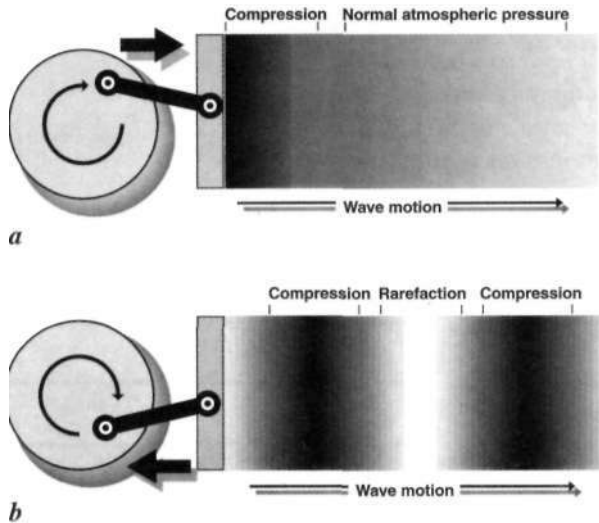 Compression Normal atmospheric pressure
Wave motion
a
Compression Rarefaction Compression
Wave motion
b